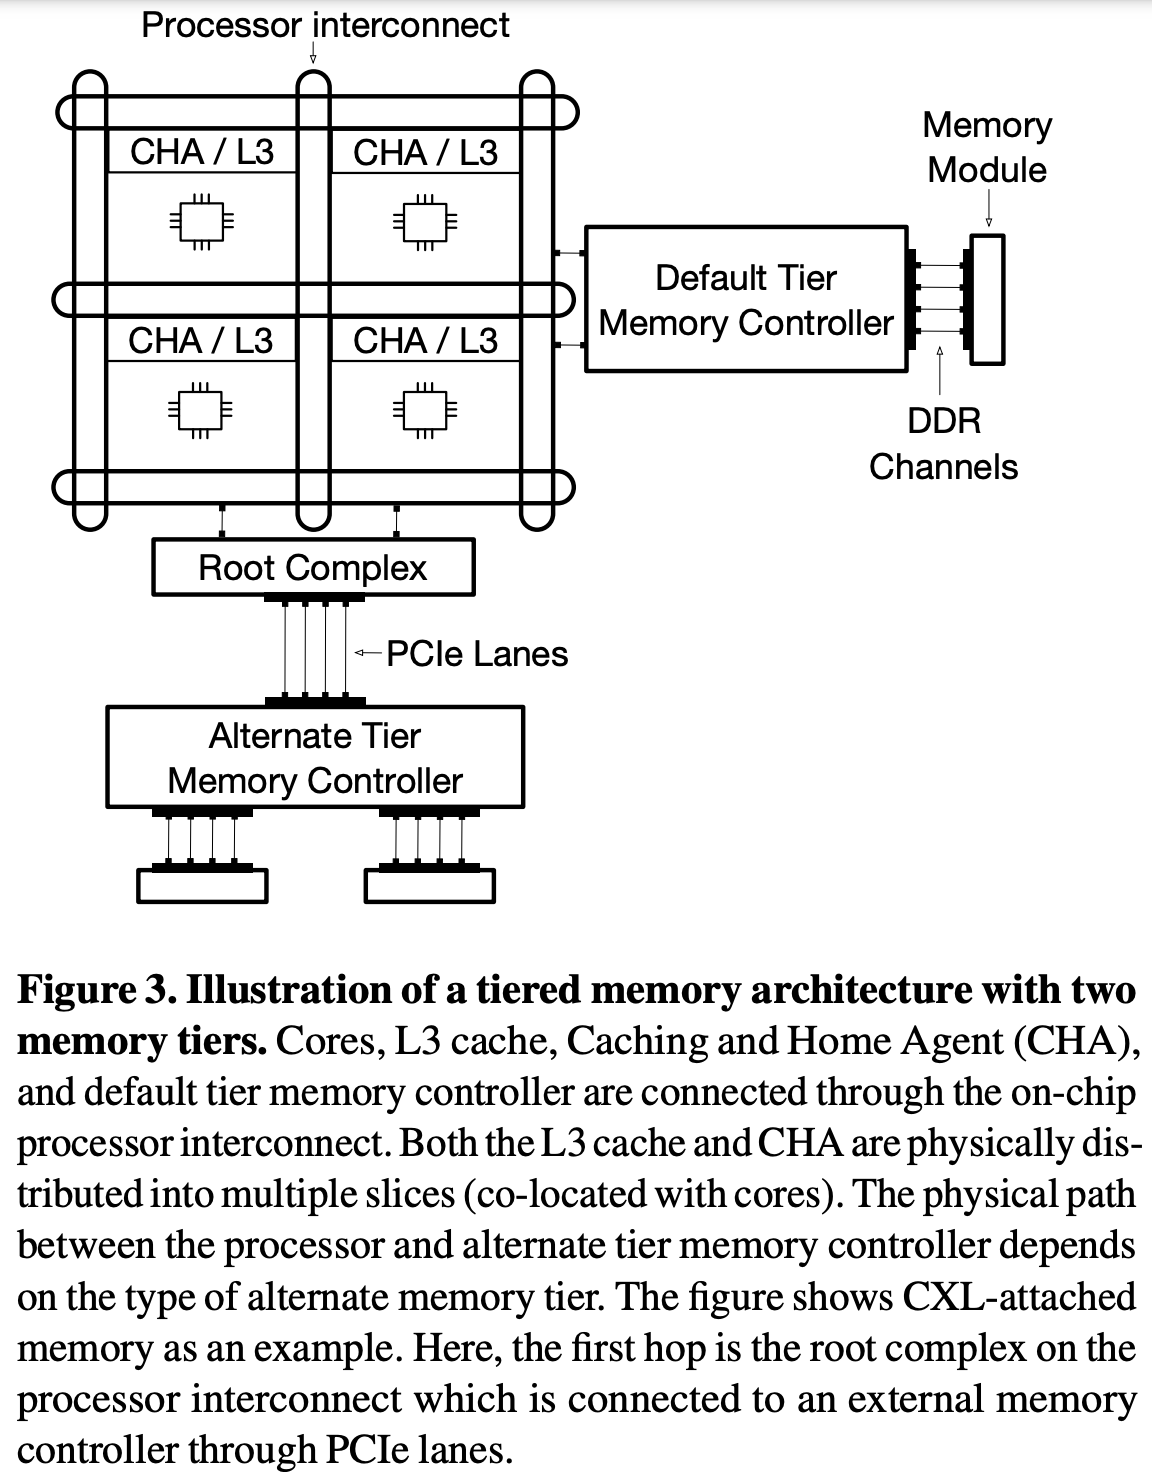 Processor interconnect
CHA / L3
CHA / L3
CHA / L3
CHA / L3
Default Tier
Memory Controller
Memory
Module
DDR
Channels
Root Complex
PCIe Lanes
Alternate Tier
Memory Controller
Figure 3. Illustration of a tiered memory architecture with two
memory tiers. Cores, L3 cache, Caching and Home Agent (CHA),
and default tier memory controller are connected through the on-chip
processor interconnect. Both the L3 cache and CHA are physically dis-
tributed into multiple slices (co-located with cores). The physical path
between the processor and alternate tier memory controller depends
on the type of alternate memory tier. The figure shows CXL-attached
memory as an example. Here, the first hop is the root complex on the
processor interconnect which is connected to an external memory
controller through PCIe lanes.